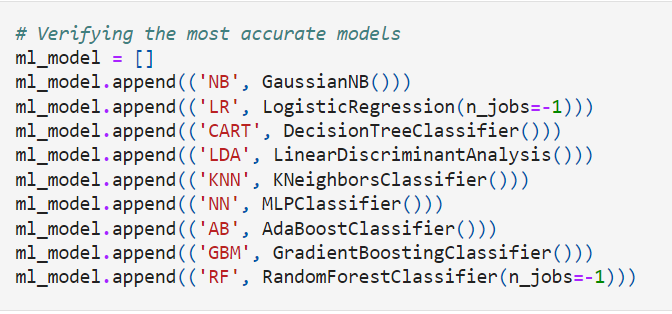 # Verifying the most accurate models
ml_model = []
ml_model.append(('NB', GaussianNB()))
ml_model.append(('LR', LogisticRegression(n_jobs=-1)))
ml_model.append(('CART', DecisionTreeClassifier()))
ml_model.append(('LDA', LinearDiscriminantAnalysis()))
ml_model.append(('KNN', KNeighborsClassifier()))
ml_model.append(('NN', MLPClassifier()))
ml_model.append(('AB', AdaBoostClassifier()))
ml_model.append(('GBM', GradientBoostingClassifier()))
ml_model.append(('RF', RandomForestClassifier(n_jobs=-1)))